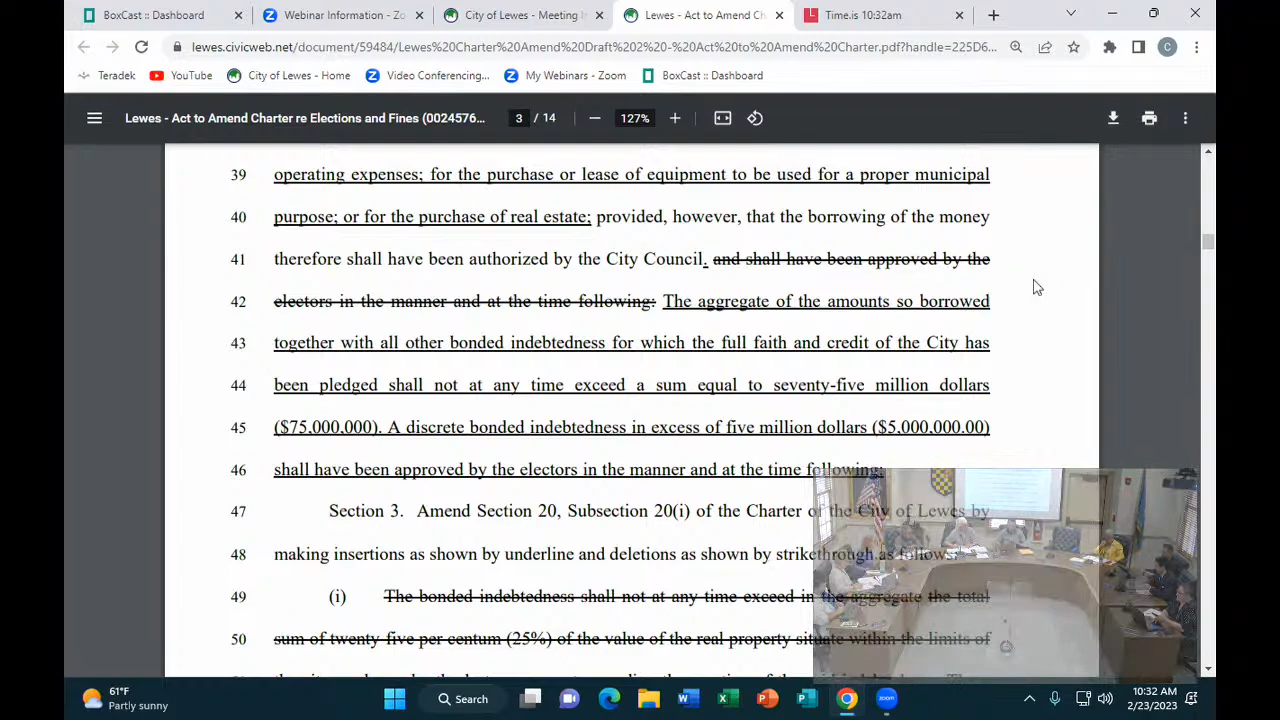 BoxCast :: Dashboard
Webinar Information - Zo
City of Lewes - Meeting I
Lewes - Act to Amend Cha
Time.is 10:32am
lewes.civicweb.net/document/59484/Lewes%20Charter%20Amend%20Draft%202%20-%20Act%20to%20Amend%20Charter.pdf?handle=225D6...
C
Teradek
YouTube
City of Lewes - Home
Video Conferencing...
My Webinars - Zoom
BoxCast :: Dashboard
Lewes - Act to Amend Charter re Elections and Fines (0024576...
3 / 14
127%
39 operating expenses; for the purchase or lease of equipment to be used for a proper municipal
40 purpose; or for the purchase of real estate; provided, however, that the borrowing of the money
41 therefore shall have been authorized by the City Council. and shall have been approved by the
42 electors in the manner and at the time following: The aggregate of the amounts so borrowed
43 together with all other bonded indebtedness for which the full faith and credit of the City has
44 been pledged shall not at any time exceed a sum equal to seventy-five million dollars
45 ($75,000,000). A discrete bonded indebtedness in excess of five million dollars ($5,000,000.00)
46 shall have been approved by the electors in the manner and at the time following:
47 Section 3. Amend Section 20, Subsection 20(i) of the Charter of the City of Lewes by
48 making insertions as shown by underline and deletions as shown by strikethrough as follows:
49 (i) The bonded indebtedness shall not at any time exceed in the aggregate the total
50 sum of twenty five per centum (25%) of the value of the real property situate within the limits of
61°F
Partly sunny
Search
zoom
10:32 AM
2/23/2023